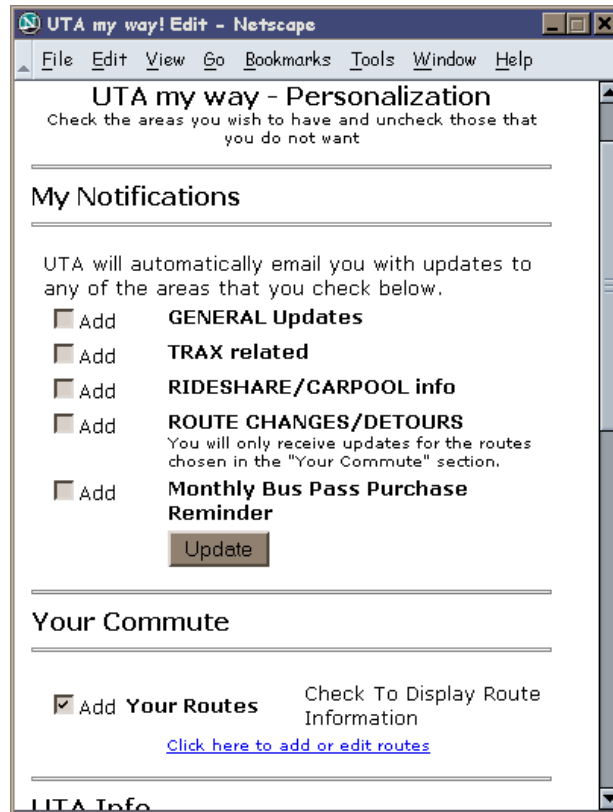 UTA my way! Edit - Netscape
File Edit View Go Bookmarks Tools Window Help
UTA my way - Personalization
Check the areas you wish to have and uncheck those that
you do not want
My Notifications
UTA will automatically email you with updates to
any of the areas that you check below.
Add GENERAL Updates
Add TRAX related
Add RIDESHARE/CARPOOL info
Add ROUTE CHANGES/DETOURS
You will only receive updates for the routes
chosen in the "Your Commute" section.
Add Monthly Bus Pass Purchase
Reminder
Update
Your Commute
Add Your Routes Check To Display Route
Information
Click here to add or edit routes
UTA Info